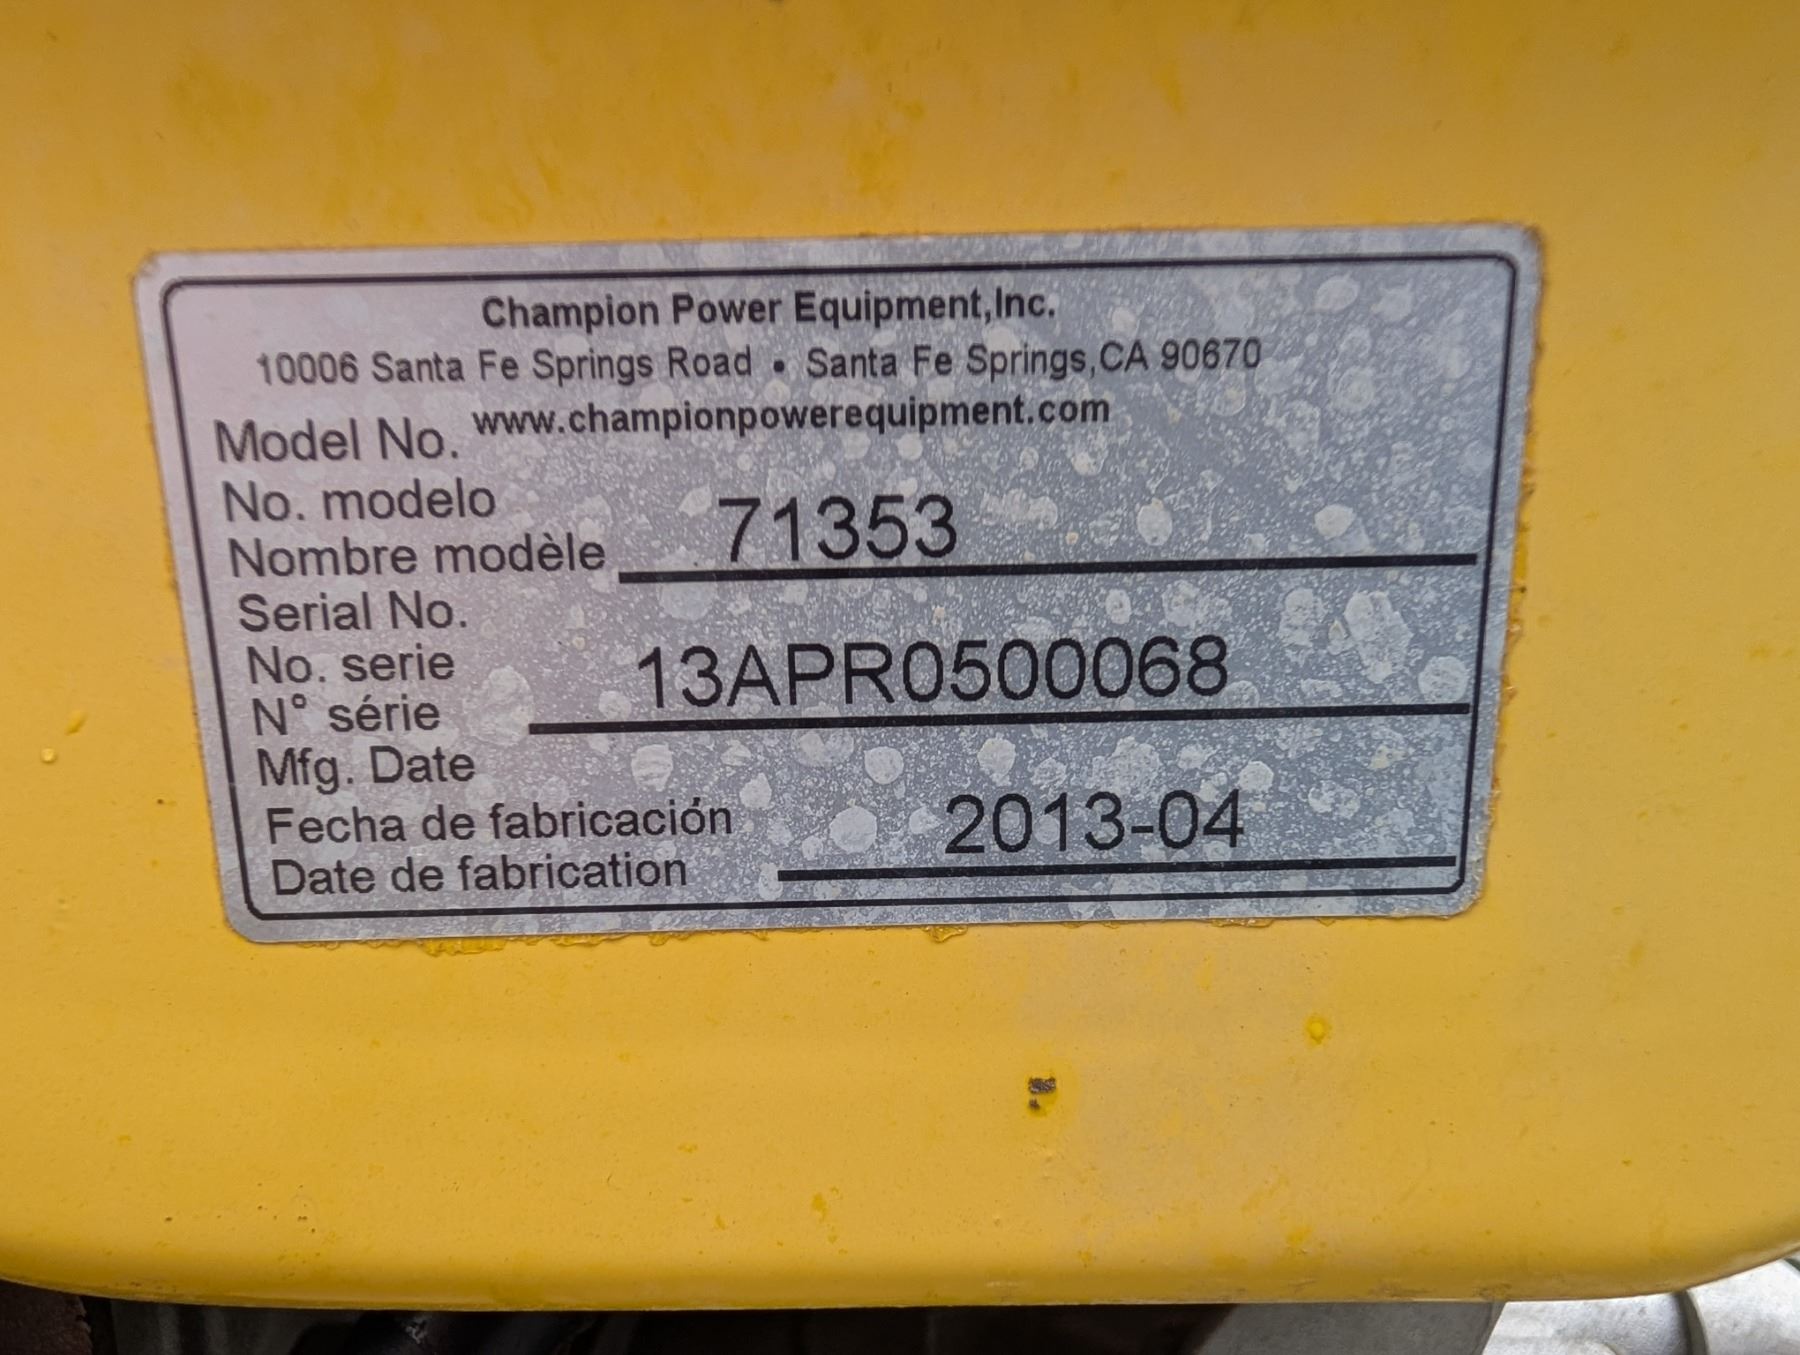 Champion Power Equipment,Inc.
10006 Santa Fe Springs Road • Santa Fe Springs,CA 90670
www.championpowerequipment.com
Model No.
No. modelo
Nombre modèle 71353
Serial No.
No. serie
N° série 13APR0500068
Mfg. Date
Fecha de fabricación
Date de fabrication 2013-04